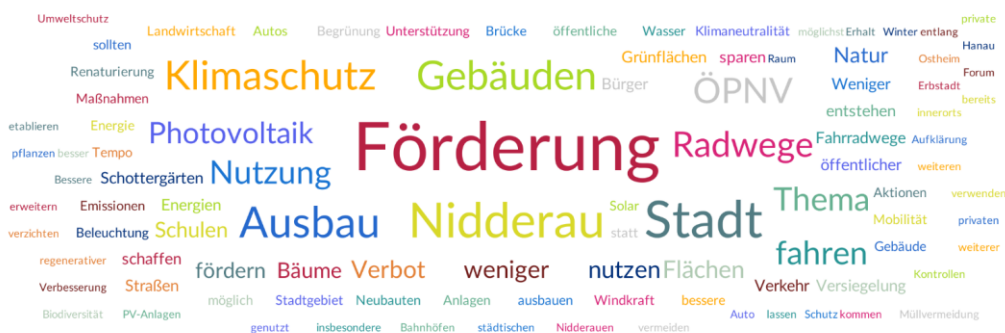 Umweltschutz private
Landwirtschaft Autos Begrünung Unterstützung Brücke öffentliche Wasser Klimaneutralität möglichst Erhalt Winter entlang
sollten Grünflächen sparen Raum Natur Ostheim Hanau
Renaturierung Klimaschutz Gebäuden Bürger ÖPNV Weniger Erbstadt Forum
Maßnahmen entstehen innerorts bereits
etablieren Energie Photovoltaik Förderung Radwege Fahrradwege Aufklärung
pflanzen besser Tempo öffentlicher weiteren
Bessere Schottergärten Nutzung Thema Aktionen verwenden
erweitern Emissionen Energien Ausbau Nidderau Solar Stadt Mobilität privaten
verzichten Beleuchtung Schulen statt fahren Gebäude weiterer
regenerativer schaffen fördern Bäume Verbot weniger nutzen Flächen Kontrollen
Verbesserung Straßen Verkehr Versiegelung
möglich Stadtgebiet Neubauten Anlagen ausbauen Windkraft bessere
Biodiversität PV-Anlagen Auto lassen Schutz kommen Müllvermeidung
genutzt insbesondere Bahnhöfen städtischen Nidderauen vermeiden